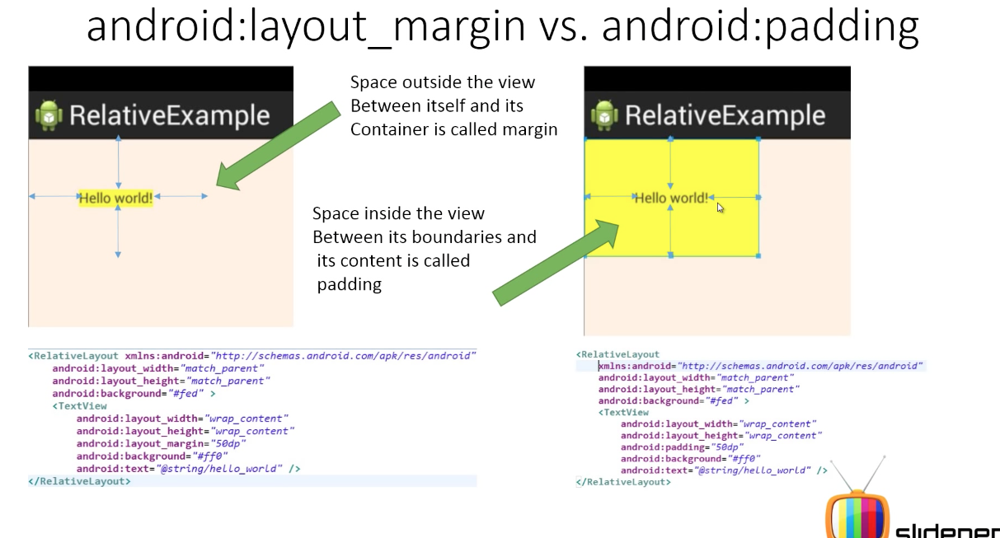 android:layout_margin vs. android:padding
RelativeExample
Space outside the view
Between itself and its
Container is called margin
RelativeExample
Hello world!
Hello world!
Space inside the view
Between its boundaries and
its content is called
padding
<RelativeLayout xmlns:android="http://schemas.android.com/apk/res/android"
android:layout_width="match_parent"
android:layout_height="match_parent"
android:background="#fed" >
<TextView
android:layout_width="wrap_content"
android:layout_height="wrap_content"
android:layout_margin="50dp"
android:background="#ff0"
android:text="@string/hello_world" />
</RelativeLayout>
<RelativeLayout
xmlns:android="http://schemas.android.com/apk/res/android"
android:layout_width="match_parent"
android:layout_height="match_parent"
android:background="#fed" >
<TextView
android:layout_width="wrap_content"
android:layout_height="wrap_content"
android:padding="50dp"
android:background="#ff0"
android:text="@string/hello_world" />
</RelativeLayout>